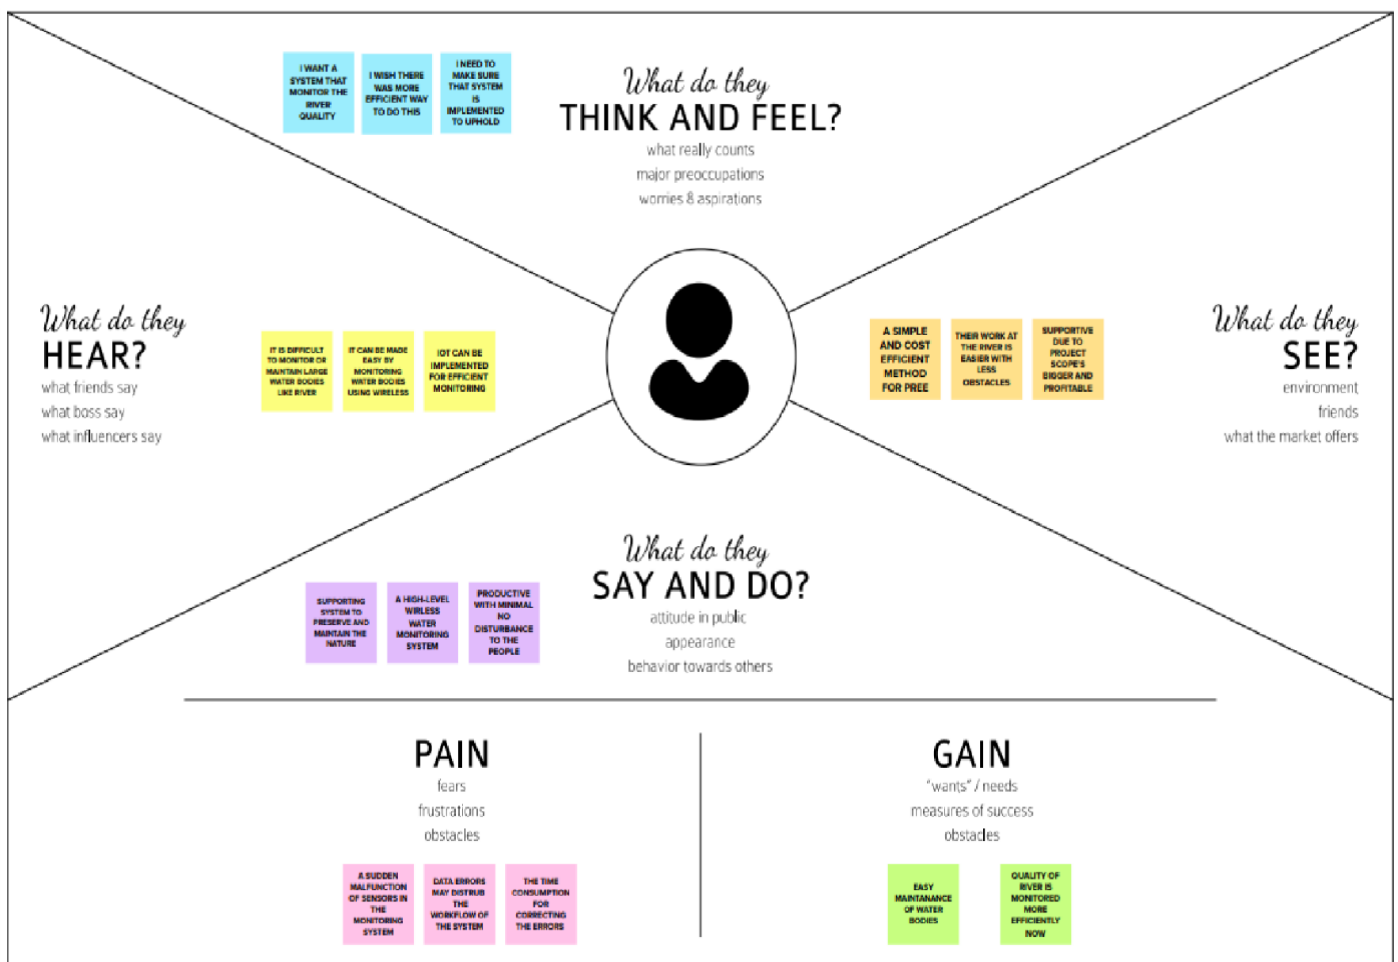 I WANT A
SYSTEM THAT
MONITOR THE
RIVER
QUALITY
I WISH THERE
WAS MORE
EFFICIENT WAY
TO DO THIS
I NEED TO
MAKE SURE
THAT SYSTEM
IS
IMPLEMENTED
TO UPHOLD
What do they
THINK AND FEEL?
what really counts
major preoccupations
worries & aspirations
What do they
HEAR?
what friends say
what boss say
what influencers say
IT IS DIFFICULT
TO MONITOR OR
MAINTAIN LARGE
WATER BODIES
LIKE RIVER
IT CAN BE MADE
EASY BY
MONITORING
WATER BODIES
USING WIRELESS
IOT CAN BE
IMPLEMENTED
FOR EFFICIENT
MONITORING
A SIMPLE
AND COST
EFFICIENT
METHOD
FOR PREE
THEIR WORK AT
THE RIVER IS
EASIER WITH
LESS
OBSTACLES
SUPPORTIVE
DUE TO
PROJECT
SCOPE'S
BIGGER AND
PROFITABLE
What do they
SEE?
environment
friends
what the market offers
What do they
SAY AND DO?
attitude in public
appearance
behavior towards others
SUPPORTING
SYSTEM TO
PRESERVE AND
MAINTAIN THE
NATURE
A HIGH-LEVEL
WIRLESS
WATER
MONITORING
SYSTEM
PRODUCTIVE
WITH MINIMAL
NO
DISTURBANCE
TO THE
PEOPLE
PAIN
fears
frustrations
obstacles
A SUDDEN
MALFUNCTION
OF SENSORS IN
THE
MONITORING
SYSTEM
DATA ERRORS
MAY DISTRUB
THE
WORKFLOW OF
THE SYSTEM
THE TIME
CONSUMPTION
FOR
CORRECTING
THE ERRORS
GAIN
"wants" / needs
measures of success
obstacles
EASY
MAINTANANCE
OF WATER
BODIES
QUALITY OF
RIVER IS
MONITORED
MORE
EFFICIENTLY
NOW